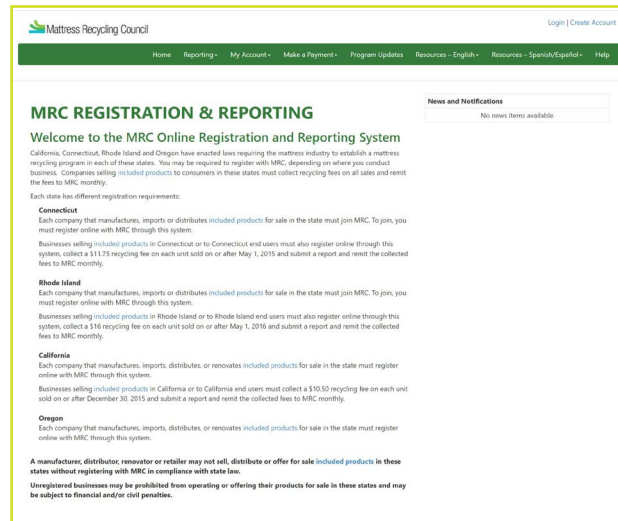 Mattress Recycling Council
Login | Create Account
Home Reporting My Account Make a Payment Program Updates Resources – English Resources – Spanish/Español Help
MRC REGISTRATION & REPORTING
Welcome to the MRC Online Registration and Reporting System
California, Connecticut, Rhode Island and Oregon have enacted laws requiring the mattress industry to establish a mattress
recycling program in each of these states. You may be required to register with MRC, depending on where you conduct
business. Companies selling included products to consumers in these states must collect recycling fees on all sales and remit
the fees to MRC monthly.
Each state has different registration requirements:
Connecticut
Each company that manufactures, imports or distributes included products for sale in the state must join MRC. To join, you
must register online with MRC through this system.
Businesses selling included products in Connecticut or to Connecticut end users must also register online through this
system, collect a $11.75 recycling fee on each unit sold on or after May 1, 2015 and submit a report and remit the collected
fees to MRC monthly.
Rhode Island
Each company that manufactures, imports or distributes included products for sale in the state must join MRC. To join, you
must register online with MRC through this system.
Businesses selling included products in Rhode Island or to Rhode Island end users must also register online through this
system, collect a $16 recycling fee on each unit sold on or after May 1, 2016 and submit a report and remit the collected
fees to MRC monthly.
California
Each company that manufactures, imports, distributes, or renovates included products for sale in the state must register
online with MRC through this system.
Businesses selling included products in California or to California end users must collect a $10.50 recycling fee on each unit
sold on or after December 30, 2015 and submit a report and remit the collected fees to MRC monthly.
Oregon
Each company that manufactures, imports, distributes, or renovates included products for sale in the state must register
online with MRC through this system.
A manufacturer, distributor, renovator or retailer may not sell, distribute or offer for sale included products in these
states without registering with MRC in compliance with state law.
Unregistered businesses may be prohibited from operating or offering their products for sale in these states and may
be subject to financial and/or civil penalties.
News and Notifications
No news items available.